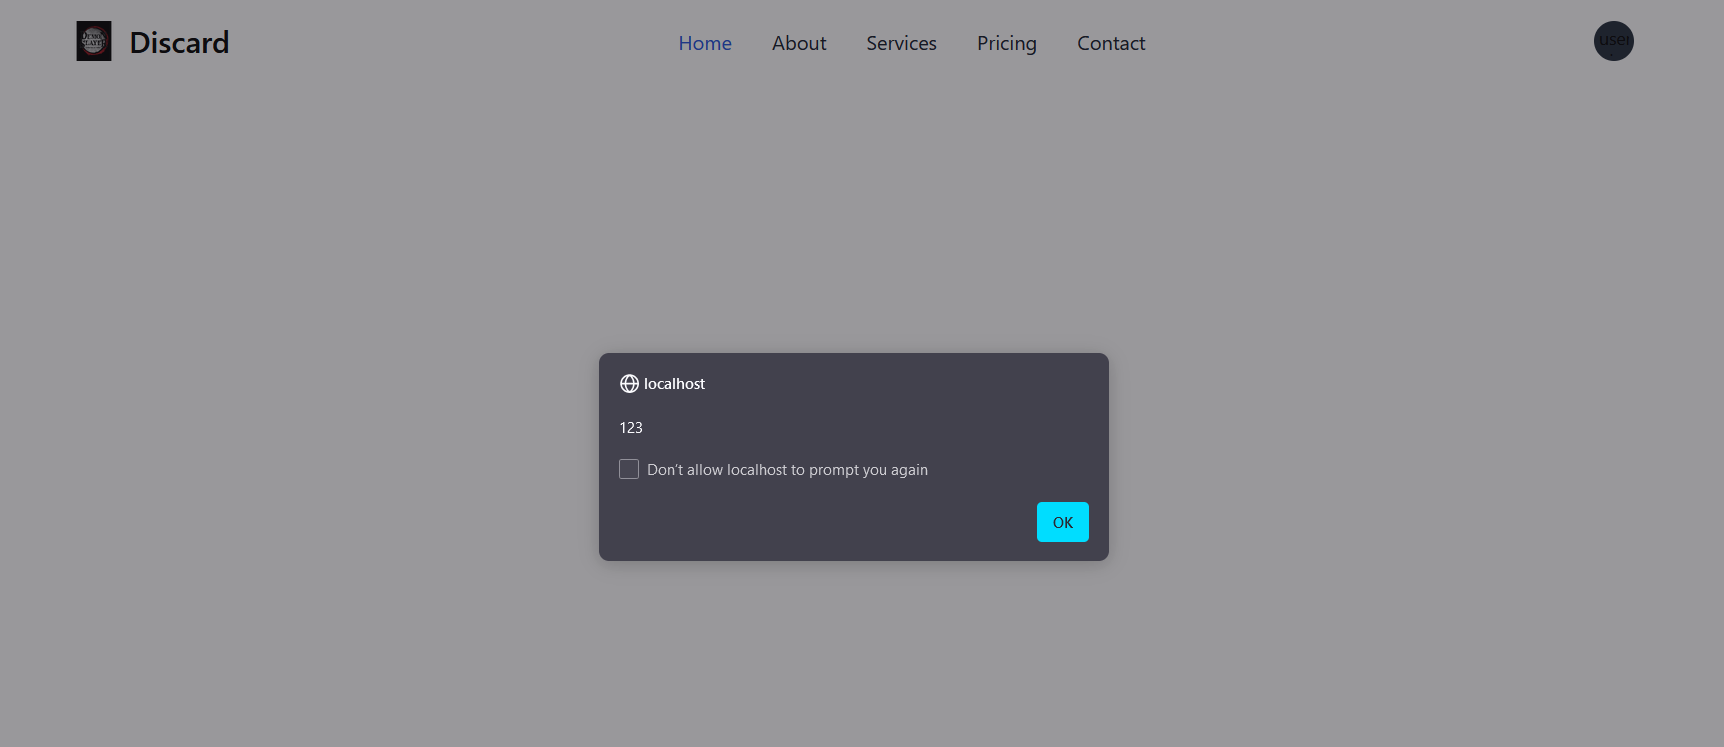 Discard
Home About Services Pricing Contact
user
localhost
123
Don't allow localhost to prompt you again
OK